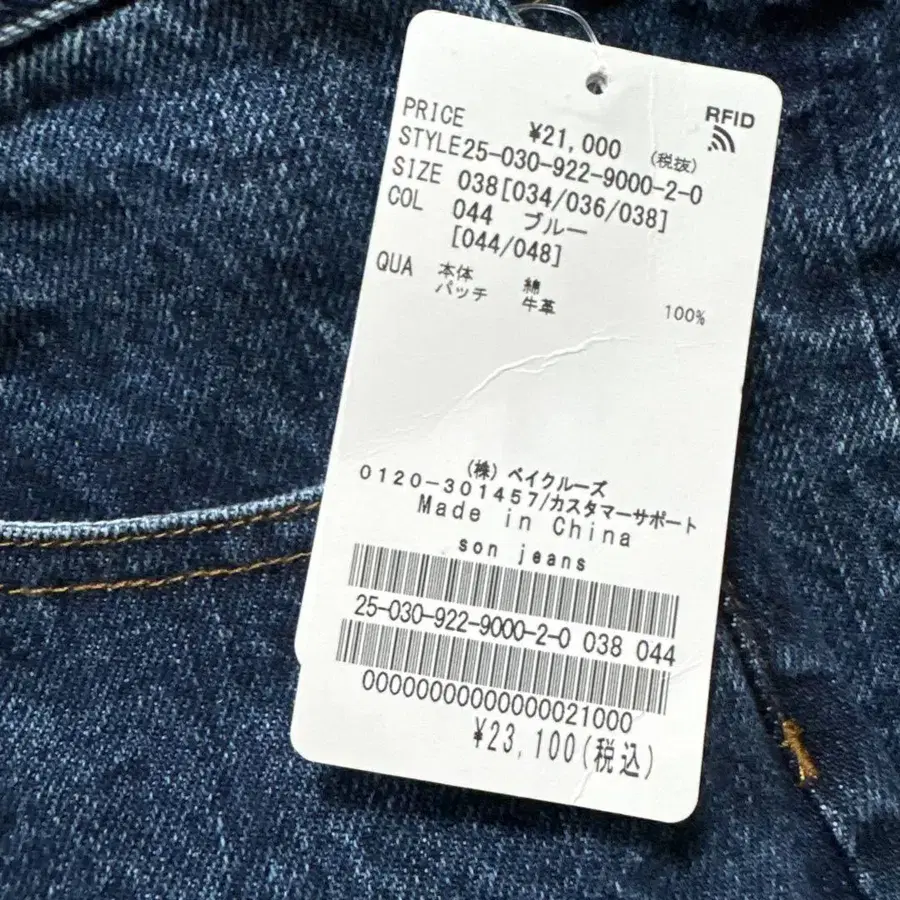 RFID
PRICE ¥21,000 (税抜)
STYLE25-030-922-9000-2-0
SIZE 038[034/036/038]
COL 044 ブルー
[044/048]
QUA 本体 綿 100%
パッチ 牛革
(株) ベイクルーズ
0120-301457/カスタマーサポート
Made in China
son jeans
25-030-922-9000-2-0 038 044
00000000000000021000
¥23,100(税込)